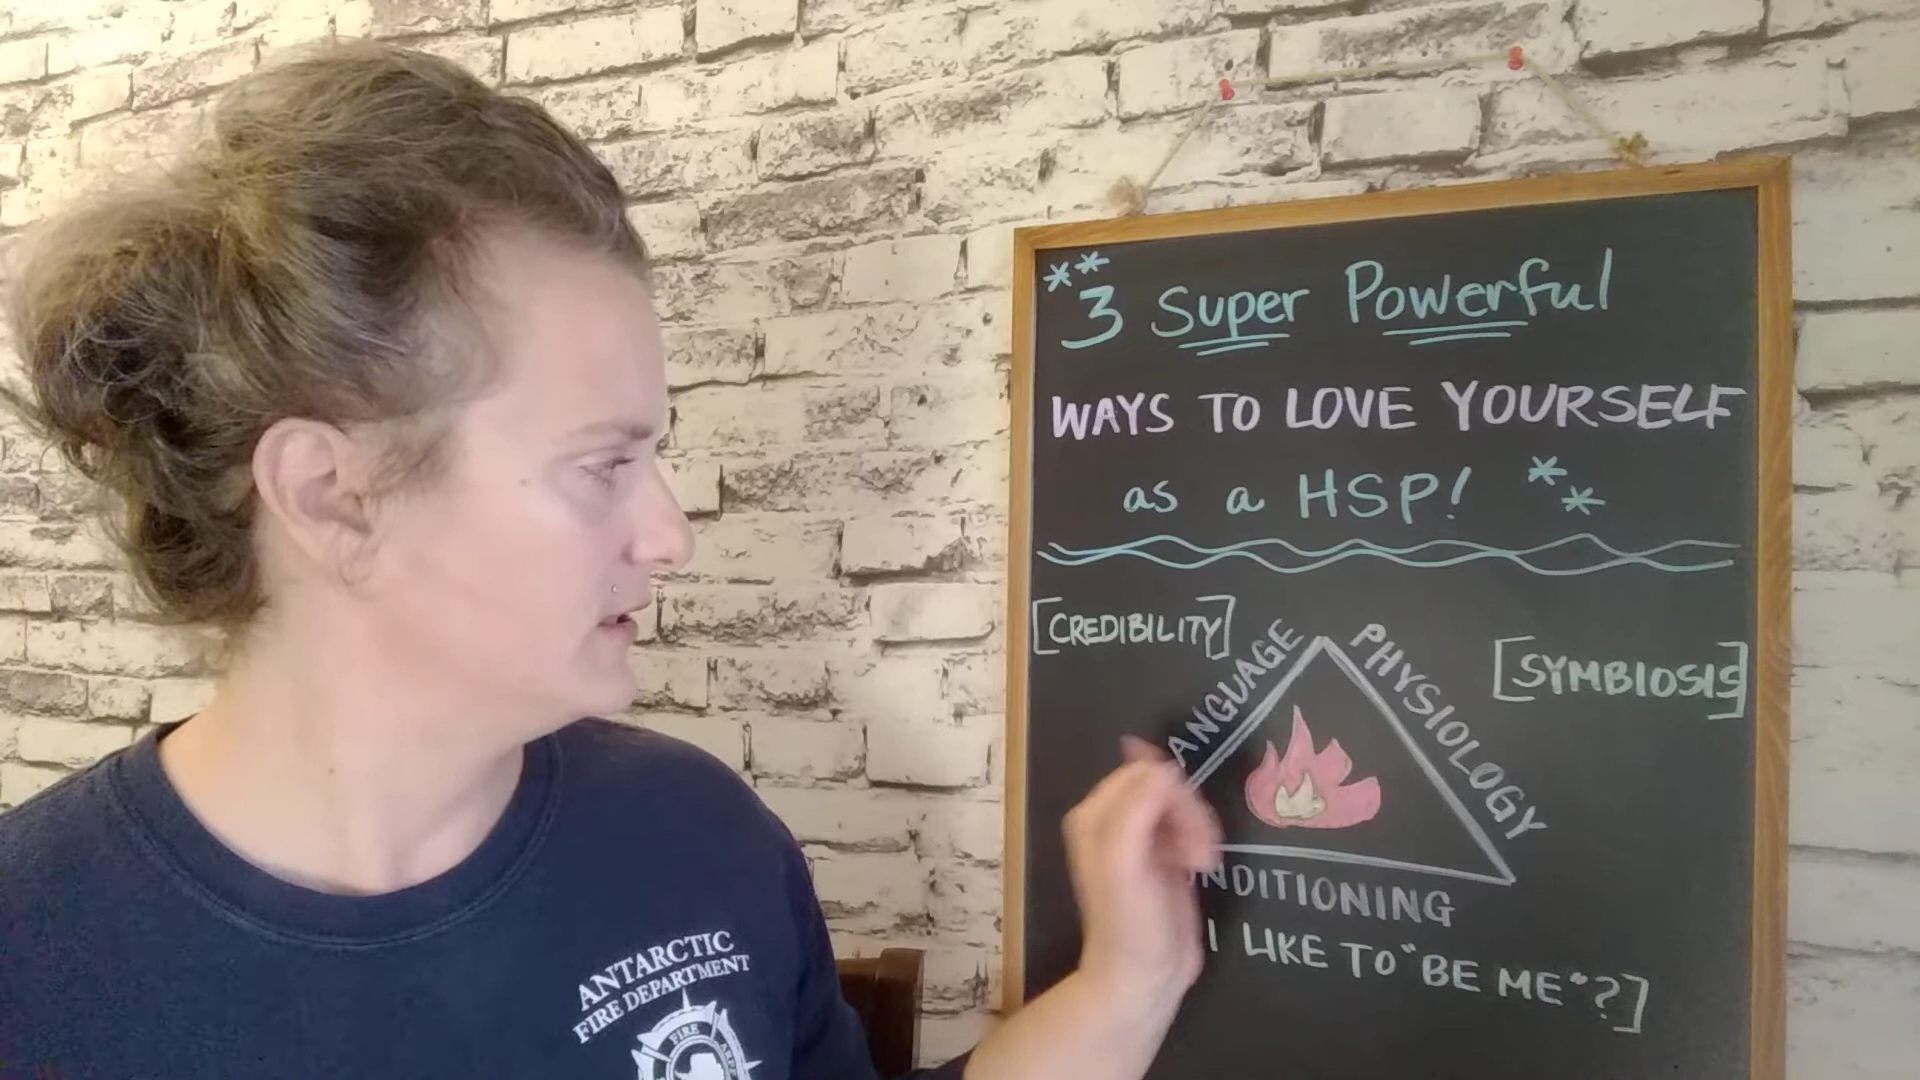 ** 3 Super Powerful
WAYS TO LOVE YOURSELF
as a HSP! **
[CREDIBILITY]
ANGUAGE
PHYSIOLOGY
[SYMBIOSIS]
NDITIONING
I LIKE TO "BE ME"?]
ANTARCTIC
FIRE DEPARTMENT
FIRE